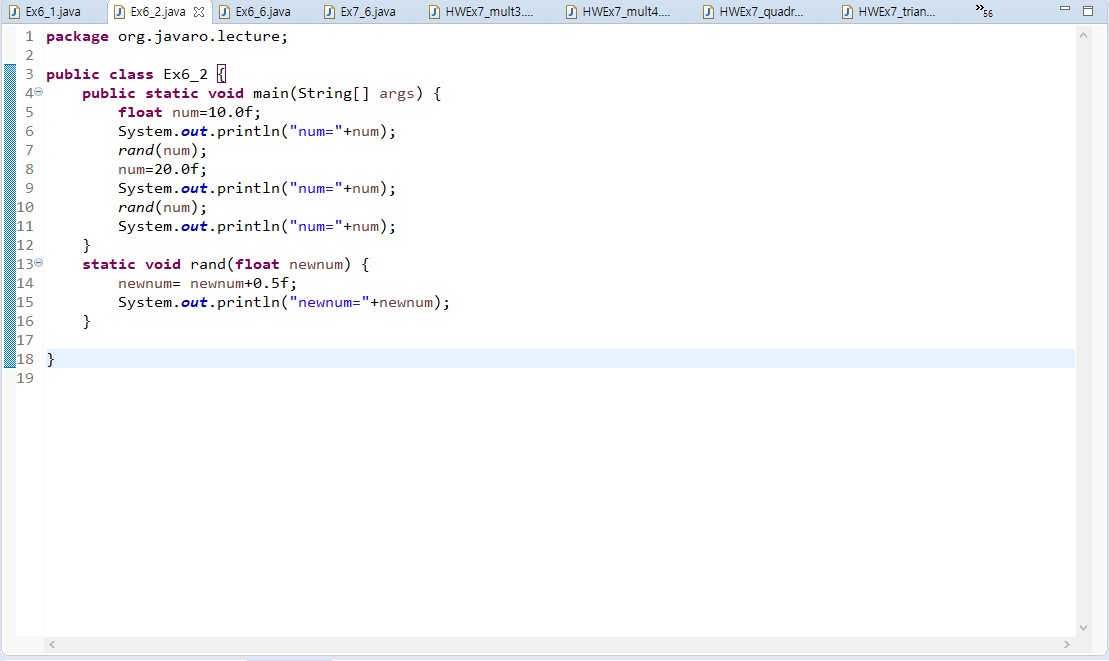 Ex6_1.java Ex6_2.java Ex6_6.java Ex7_6.java HWEx7_mult3.... HWEx7_mult4.... HWEx7_quadr... HWEx7_trian... »56
1 package org.javaro.lecture;
2
3 public class Ex6_2 {
4 public static void main(String[] args) {
5 float num=10.0f;
6 System.out.println("num="+num);
7 rand(num);
8 num=20.0f;
9 System.out.println("num="+num);
10 rand(num);
11 System.out.println("num="+num);
12 }
13 static void rand(float newnum) {
14 newnum= newnum+0.5f;
15 System.out.println("newnum="+newnum);
16 }
17
18 }
19